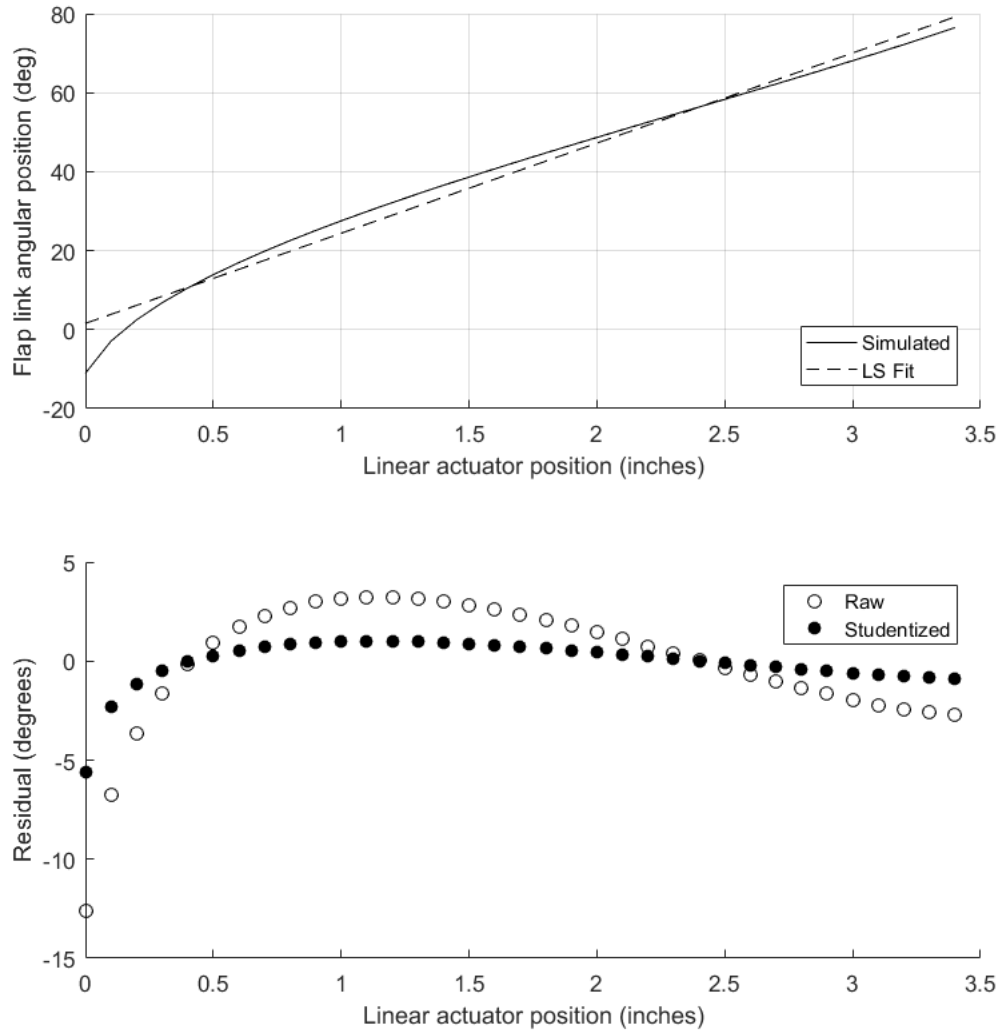 80
60
40
20
0
-20
Flap link angular position (deg)
Simulated
LS Fit
0 0.5 1 1.5 2 2.5 3 3.5
Linear actuator position (inches)
5
0
-5
-10
-15
Residual (degrees)
Raw
Studentized
0 0.5 1 1.5 2 2.5 3 3.5
Linear actuator position (inches)